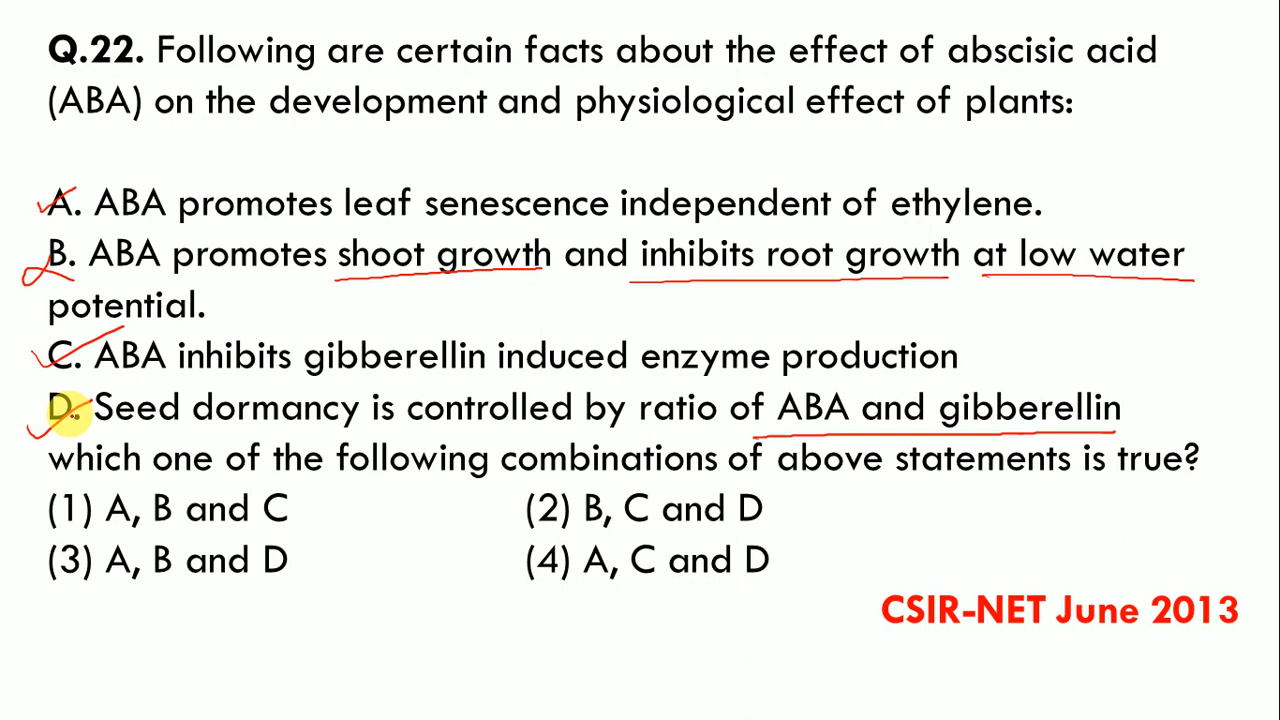 Q.22. Following are certain facts about the effect of abscisic acid
(ABA) on the development and physiological effect of plants:
A. ABA promotes leaf senescence independent of ethylene.
B. ABA promotes shoot growth and inhibits root growth at low water
potential.
C. ABA inhibits gibberellin induced enzyme production
D. Seed dormancy is controlled by ratio of ABA and gibberellin
which one of the following combinations of above statements is true?
(1) A, B and C (2) B, C and D
(3) A, B and D (4) A, C and D
CSIR-NET June 2013